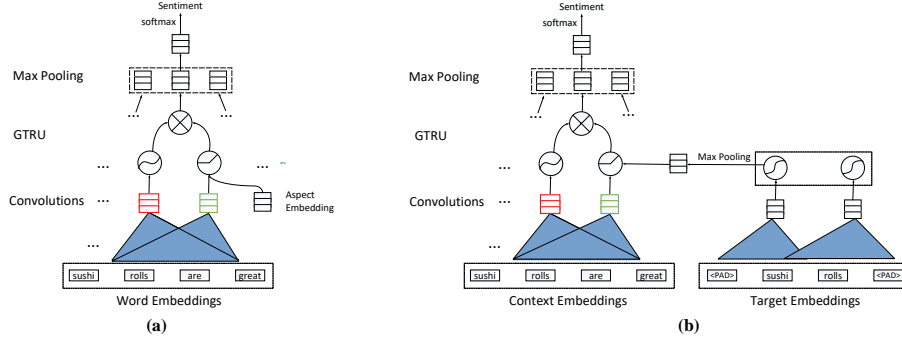 Sentiment
softmax
Max Pooling
...
...
GTRU
...
...
Aspect
Embedding
Convolutions
...
...
sushi rolls are great
Word Embeddings
(a)
Sentiment
softmax
Max Pooling
...
...
GTRU
...
...
Max Pooling
Convolutions
...
...
sushi rolls are great
Context Embeddings
<PAD> sushi rolls <PAD>
Target Embeddings
(b)